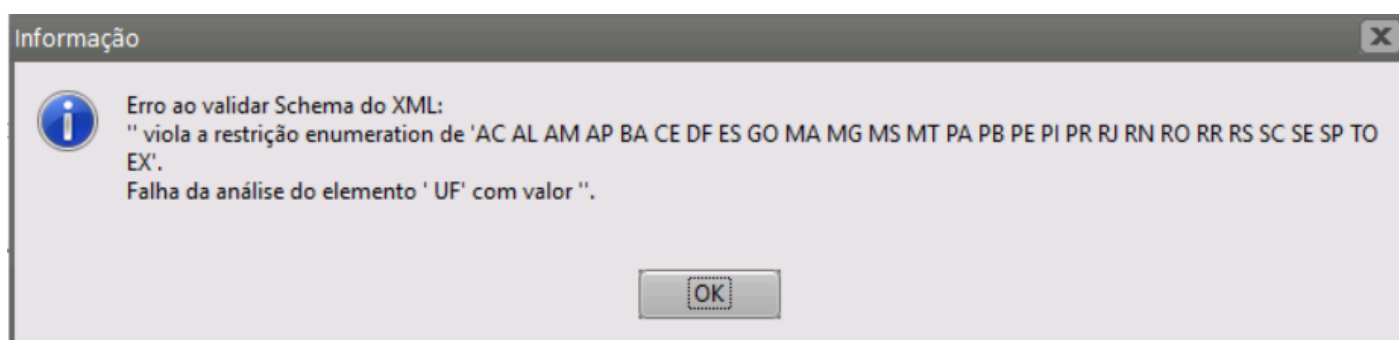 Informação
Erro ao validar Schema do XML:
'' viola a restrição enumeration de 'AC AL AM AP BA CE DF ES GO MA MG MS MT PA PB PE PI PR RJ RN RO RR RS SC SE SP TO
EX'.
Falha da análise do elemento ' UF' com valor ''.
OK